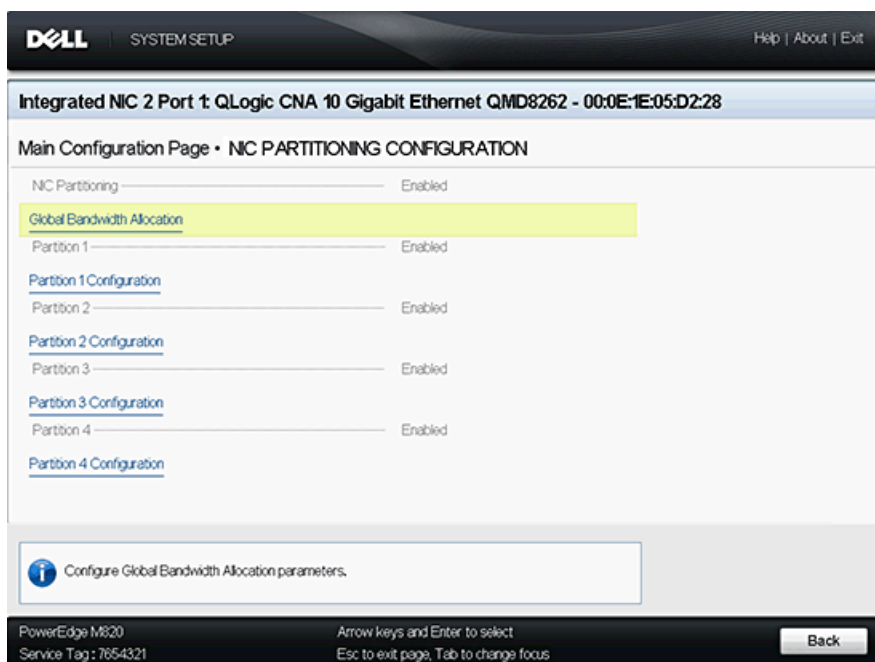 DELL SYSTEM SETUP Help | About | Exit
Integrated NIC 2 Port 1: QLogic CNA 10 Gigabit Ethernet QMD8262 - 00:0E:1E:05:D2:28
Main Configuration Page • NIC PARTITIONING CONFIGURATION
NIC Partitioning Enabled
Global Bandwidth Allocation
Partition 1 Enabled
Partition 1 Configuration
Partition 2 Enabled
Partition 2 Configuration
Partition 3 Enabled
Partition 3 Configuration
Partition 4 Enabled
Partition 4 Configuration
Configure Global Bandwidth Allocation parameters.
PowerEdge M820 Arrow keys and Enter to select
Service Tag : 7654321 Esc to exit page, Tab to change focus
Back